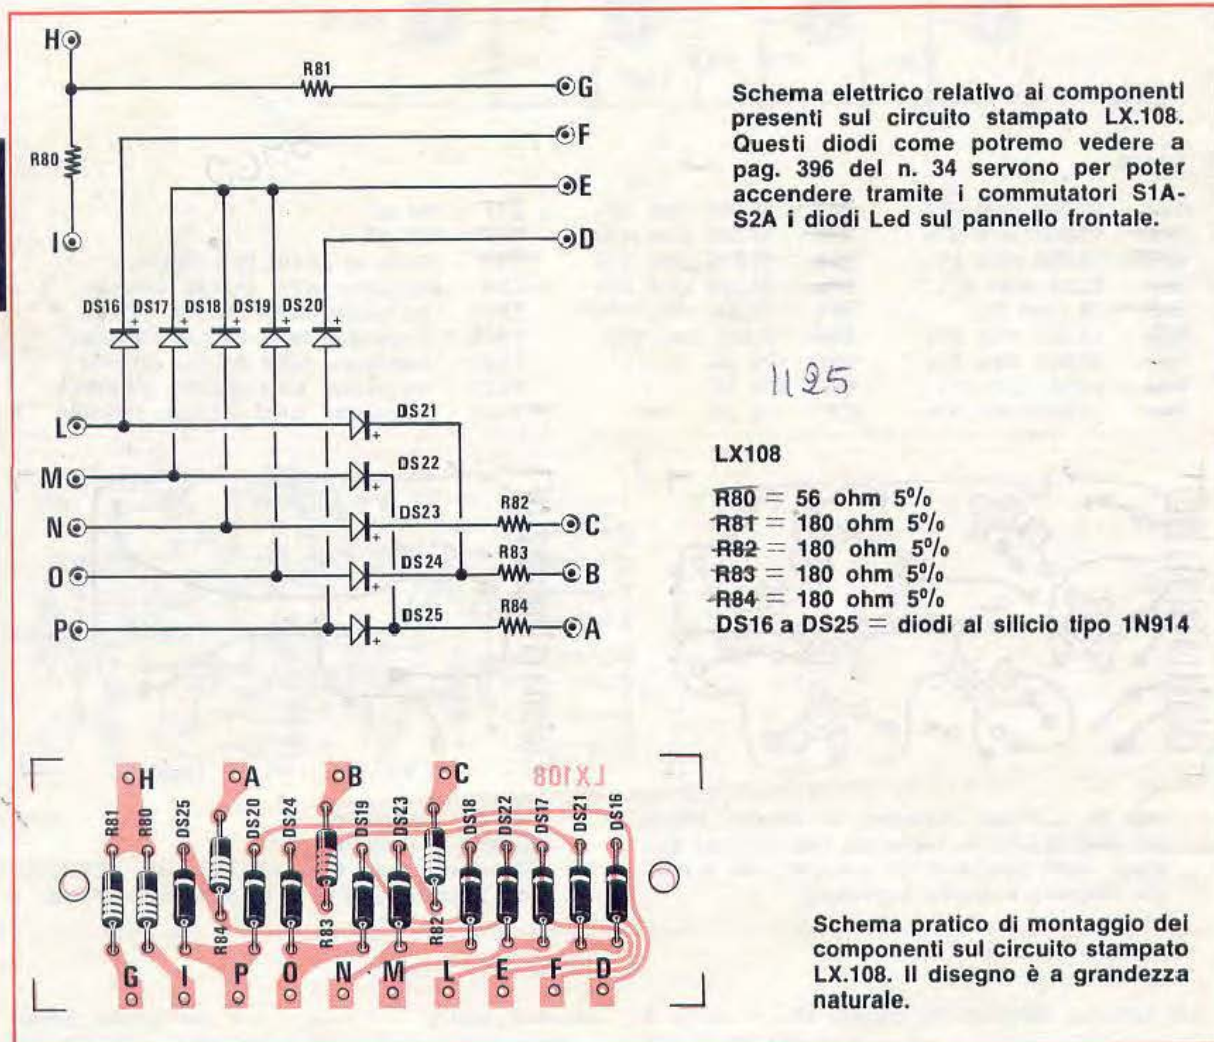 H
R81
G
Schema elettrico relativo ai componenti
presenti sul circuito stampato LX.108.
Questi diodi come potremo vedere a
pag. 396 del n. 34 servono per poter
accendere tramite i commutatori S1A-
S2A i diodi Led sul pannello frontale.
F
R80
E
I
D
DS16 + DS17 + DS18 + DS19 + DS20 +
1125
L
DS21
+
M
DS22
+
N
DS23
+
R82
C
O
DS24
+
R83
B
P
DS25
+
R84
A
LX108
R80 = 56 ohm 5%
R81 = 180 ohm 5%
R82 = 180 ohm 5%
R83 = 180 ohm 5%
R84 = 180 ohm 5%
DS16 a DS25 = diodi al silicio tipo 1N914
H A B C LX108
R81 R80 DS25 DS20 DS24 DS19 DS23 DS18 DS22 DS17 DS21 DS16
R84 R83 R82
G I P O N M L E F D
Schema pratico di montaggio dei
componenti sul circuito stampato
LX.108. Il disegno è a grandezza
naturale.